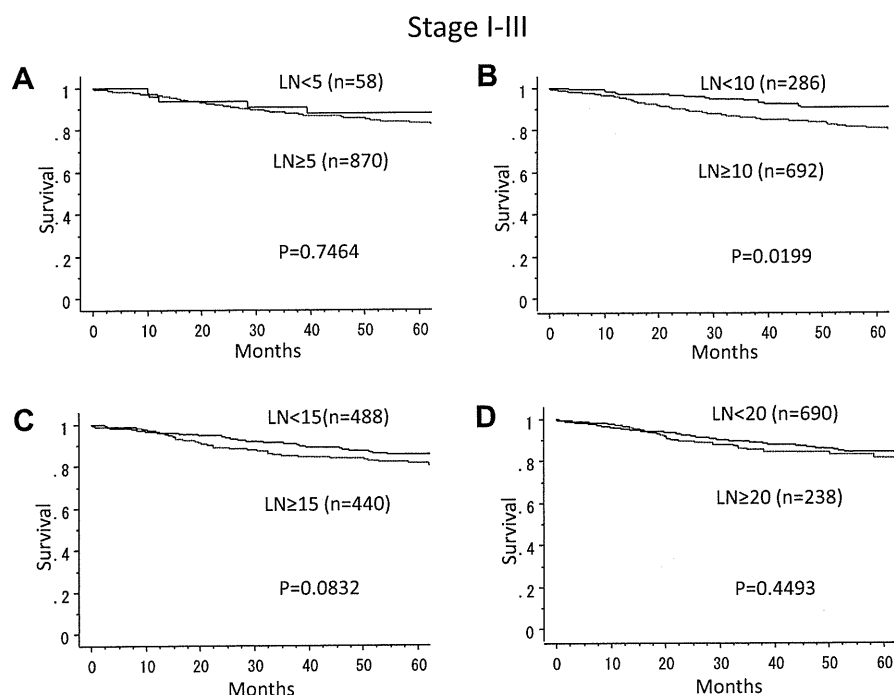 Stage I-III
A
LN<5 (n=58)
1
. 8
. 6
. 4
. 2
0
Survival
LN≥5 (n=870)
P=0.7464
0 10 20 30 40 50 60
Months
B
LN<10 (n=286)
1
. 8
. 6
. 4
. 2
0
Survival
LN≥10 (n=692)
P=0.0199
0 10 20 30 40 50 60
Months
C
LN<15(n=488)
1
. 8
. 6
. 4
. 2
0
Survival
LN≥15 (n=440)
P=0.0832
0 10 20 30 40 50 60
Months
D
LN<20 (n=690)
1
. 8
. 6
. 4
. 2
0
Survival
LN≥20 (n=238)
P=0.4493
0 10 20 30 40 50 60
Months